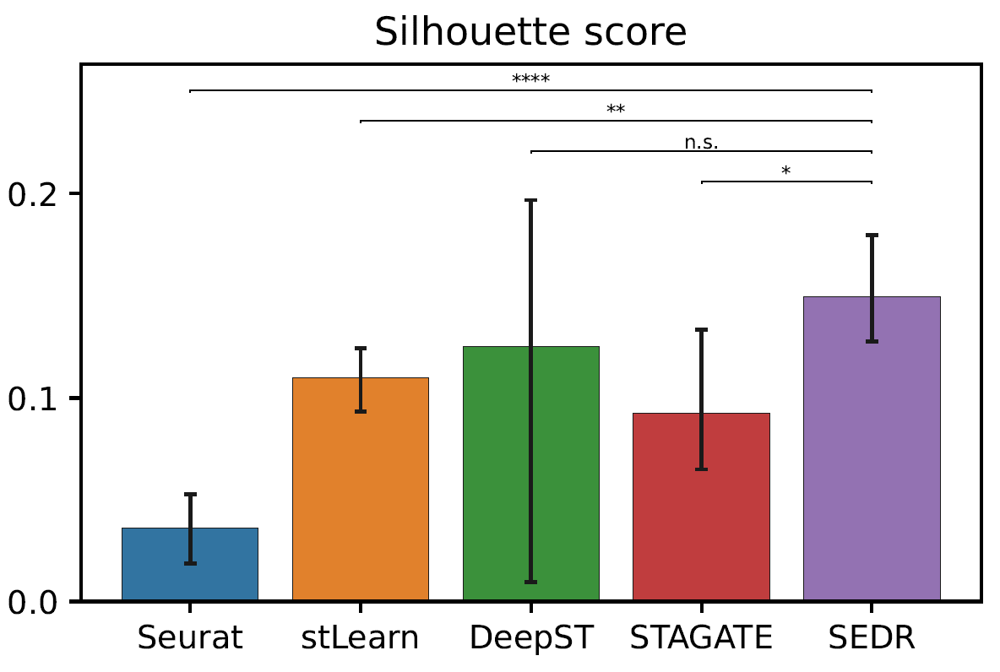 Silhouette score
****
**
n.s.
*
0.2
0.1
0.0
Seurat stLearn DeepST STAGATE SEDR